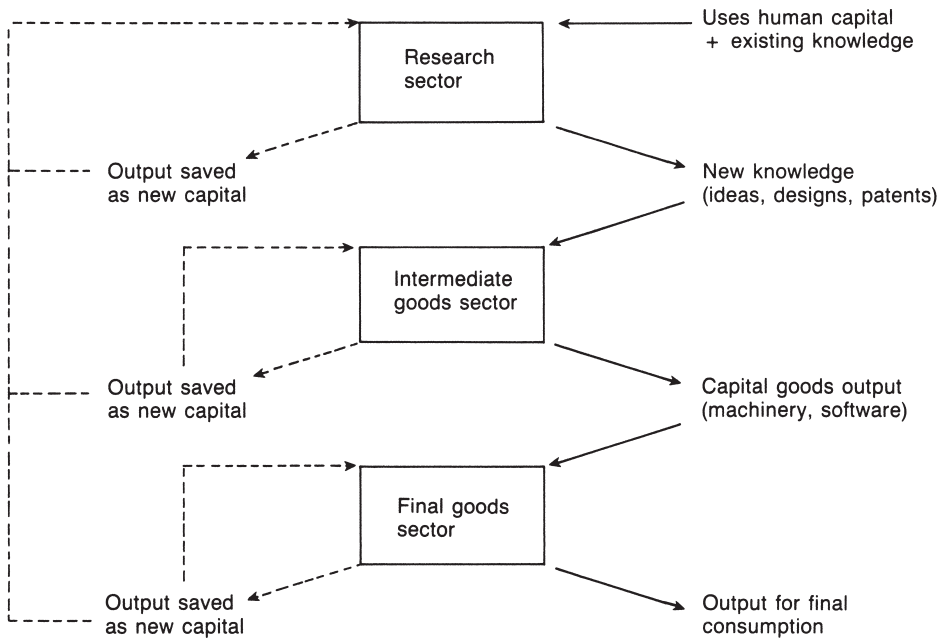 Uses human capital
+ existing knowledge
Research
sector
Output saved
as new capital
New knowledge
(ideas, designs, patents)
Intermediate
goods sector
Output saved
as new capital
Capital goods output
(machinery, software)
Final goods
sector
Output saved
as new capital
Output for final
consumption